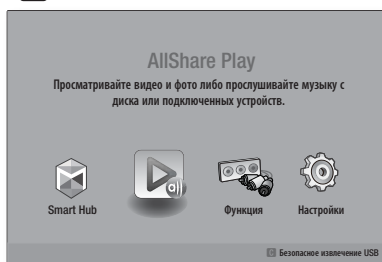 AllShare Play
Просматривайте видео и фото либо прослушивайте музыку с
диска или подключенных устройств.
Smart Hub
Функция
Настройки
Безопасное извлечение USB